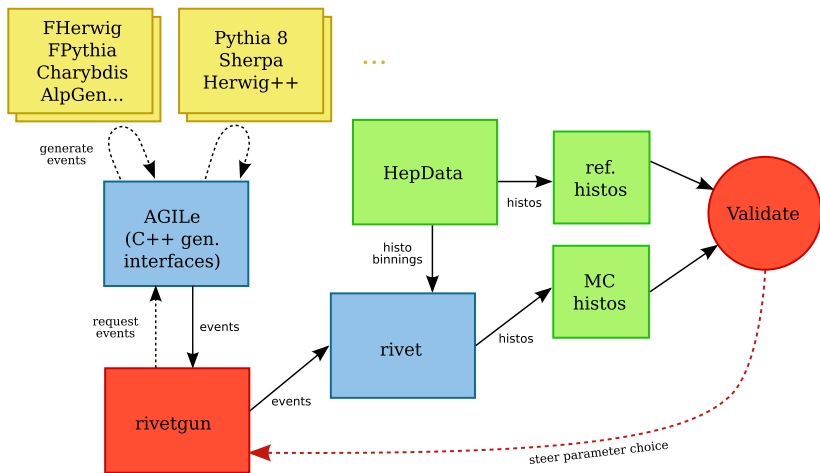 FHerwig
FPythia
Charybdis
AlpGen...
Pythia 8
Sherpa
Herwig++
...
generate
events
HepData
ref.
histos
histos
Validate
AGILe
(C++ gen.
interfaces)
histo
binnings
MC
histos
request
events
events
rivet
histos
rivetgun
events
steer parameter choice